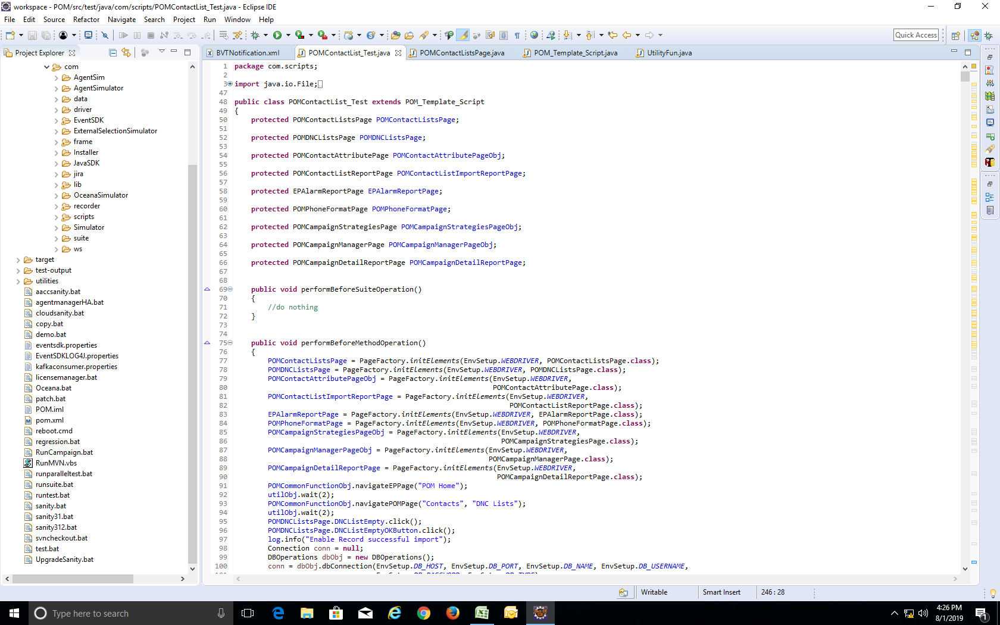 workspace - POM/src/test/java/com/scripts/POMContactList_Test.java - Eclipse IDE
File Edit Source Refactor Navigate Search Project Run Window Help
Quick Access
Project Explorer
com
AgentSim
AgentSimulator
data
driver
EventSDK
ExternalSelectionSimulator
frame
Installer
JavaSDK
jira
lib
OceanaSimulator
recorder
scripts
Simulator
suite
ws
target
test-output
utilities
aaccsanity.bat
agentmanagerHA.bat
cloudsanity.bat
copy.bat
demo.bat
eventsdk.properties
EventSDKLOG4J.properties
kafkaconsumer.properties
licensemanager.bat
Oceana.bat
patch.bat
POM.iml
pom.xml
reboot.cmd
regression.bat
RunCampaign.bat
RunMVN.vbs
runparalleltest.bat
runsuite.bat
runtest.bat
sanity.bat
sanity31.bat
sanity312.bat
svncheckout.bat
test.bat
UpgradeSanity.bat
BVTNotification.xml POMContactList_Test.java POMContactListsPage.java POM_Template_Script.java UtilityFun.java
1 package com.scripts;
2
3 import java.io.File;
47
48 public class POMContactList_Test extends POM_Template_Script
49 {
50 protected POMContactListsPage POMContactListsPage;
51
52 protected POMDNCListsPage POMDNCListsPage;
53
54 protected POMContactAttributePage POMContactAttributePageObj;
55
56 protected POMContactListReportPage POMContactListImportReportPage;
57
58 protected EPAlarmReportPage EPAlarmReportPage;
59
60 protected POMPhoneFormatPage POMPhoneFormatPage;
61
62 protected POMCampaignStrategiesPage POMCampaignStrategiesPageObj;
63
64 protected POMCampaignManagerPage POMCampaignManagerPageObj;
65
66 protected POMCampaignDetailReportPage POMCampaignDetailReportPage;
67
68
69 public void performBeforeSuiteOperation()
70 {
71 //do nothing
72 }
73
74
75 public void performBeforeMethodOperation()
76 {
77 POMContactListsPage = PageFactory.initElements(EnvSetup.WEBDRIVER, POMContactListsPage.class);
78 POMDNCListsPage = PageFactory.initElements(EnvSetup.WEBDRIVER, POMDNCListsPage.class);
79 POMContactAttributePageObj = PageFactory.initElements(EnvSetup.WEBDRIVER,
80 POMContactAttributePage.class);
81 POMContactListImportReportPage = PageFactory.initElements(EnvSetup.WEBDRIVER,
82 POMContactListReportPage.class);
83 EPAlarmReportPage = PageFactory.initElements(EnvSetup.WEBDRIVER, EPAlarmReportPage.class);
84 POMPhoneFormatPage = PageFactory.initElements(EnvSetup.WEBDRIVER, POMPhoneFormatPage.class);
85 POMCampaignStrategiesPageObj = PageFactory.initElements(EnvSetup.WEBDRIVER,
86 POMCampaignStrategiesPage.class);
87 POMCampaignManagerPageObj = PageFactory.initElements(EnvSetup.WEBDRIVER,
88 POMCampaignManagerPage.class);
89 POMCampaignDetailReportPage = PageFactory.initElements(EnvSetup.WEBDRIVER,
90 POMCampaignDetailReportPage.class);
91 POMCommonFunctionObj.navigateEPPage("POM Home");
92 utilObj.wait(2);
93 POMCommonFunctionObj.navigatePOMPage("Contacts", "DNC Lists");
94 utilObj.wait(2);
95 POMDNCListsPage.DNCListEmpty.click();
96 POMDNCListsPage.DNCListEmptyOKButton.click();
97 log.info("Enable Record successful import");
98 Connection conn = null;
99 DBOperations dbObj = new DBOperations();
100 conn = dbObj.dbConnection(EnvSetup.DB_HOST, EnvSetup.DB_PORT, EnvSetup.DB_NAME, EnvSetup.DB_USERNAME,
Writable Smart Insert 246 : 28
Type here to search
4:26 PM
8/1/2019
1